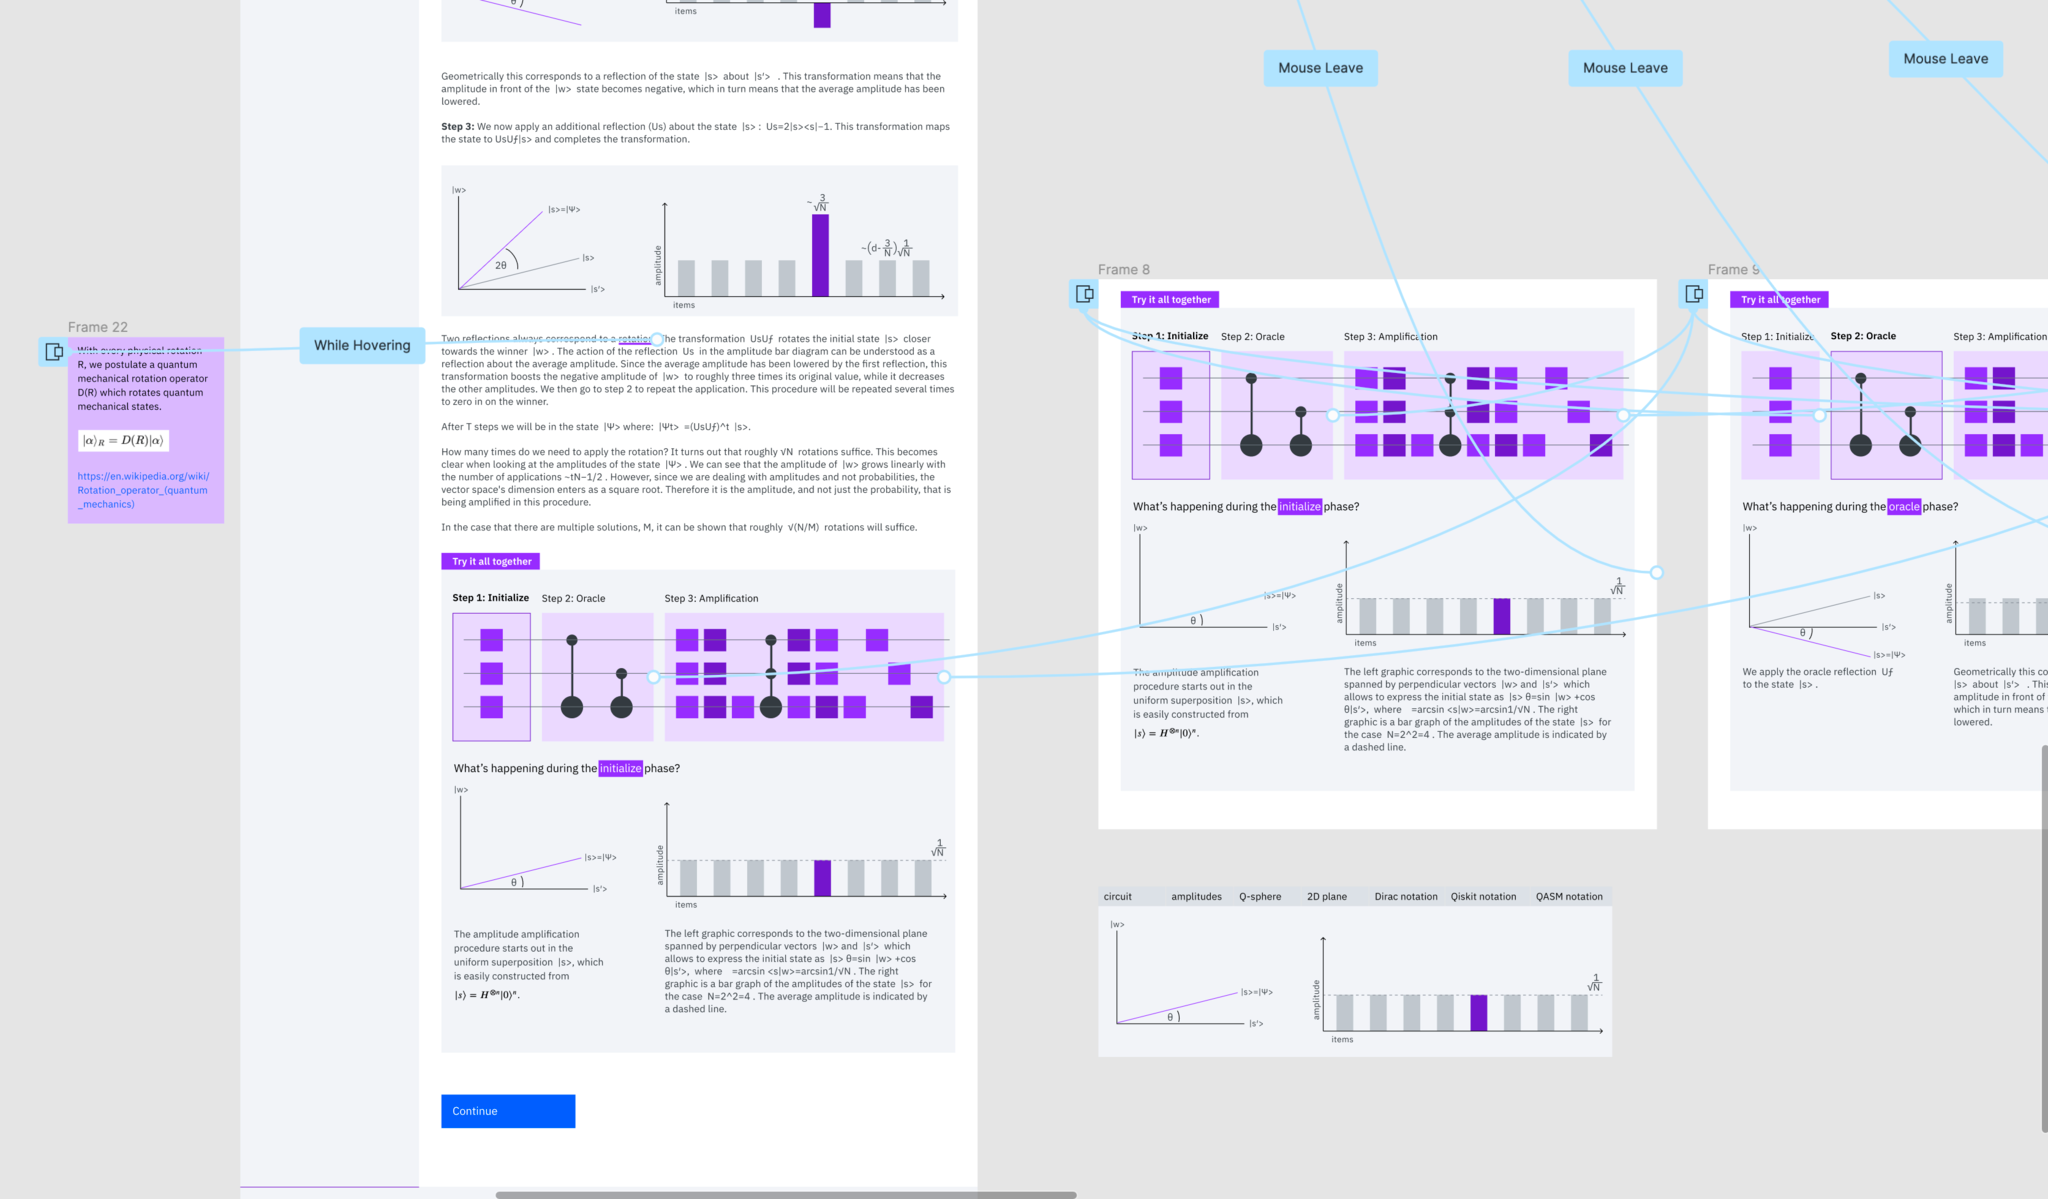 θ
items
Geometrically this corresponds to a reflection of the state |s> about |s'> . This transformation means that the
amplitude in front of the |w> state becomes negative, which in turn means that the average amplitude has been
lowered.
Step 3: We now apply an additional reflection (Us) about the state |s> : Us=2|s><s|−1. This transformation maps
the state to UsUƒ|s> and completes the transformation.
|w>
|s>=|Ψ>
|s>
2θ
|s'>
amplitude
items
~ 3/√N
~(d-3/N)1/√N
Two reflections always correspond to a rotation. The transformation UsUƒ rotates the initial state |s> closer
towards the winner |w> . The action of the reflection Us in the amplitude bar diagram can be understood as a
reflection about the average amplitude. Since the average amplitude has been lowered by the first reflection, this
transformation boosts the negative amplitude of |w> to roughly three times its original value, while it decreases
the other amplitudes. We then go to step 2 to repeat the application. This procedure will be repeated several times
to zero in on the winner.
After T steps we will be in the state |Ψ> where: |Ψt> =(UsUƒ)^t |s>.
How many times do we need to apply the rotation? It turns out that roughly √N rotations suffice. This becomes
clear when looking at the amplitudes of the state |Ψ> . We can see that the amplitude of |w> grows linearly with
the number of applications ~tN−1/2 . However, since we are dealing with amplitudes and not probabilities, the
vector space's dimension enters as a square root. Therefore it is the amplitude, and not just the probability, that is
being amplified in this procedure.
In the case that there are multiple solutions, M, it can be shown that roughly √(N/M) rotations will suffice.
Try it all together
Step 1: Initialize
Step 2: Oracle
Step 3: Amplification
What's happening during the initialize phase?
|w>
|s>=|Ψ>
θ
|s'>
amplitude
items
1/√N
The amplitude amplification
procedure starts out in the
uniform superposition |s>, which
is easily constructed from
|s⟩ = H⊗n|0⟩n.
The left graphic corresponds to the two-dimensional plane
spanned by perpendicular vectors |w> and |s'> which
allows to express the initial state as |s> θ=sin |w> +cos
θ|s'>, where =arcsin <s|w>=arcsin1/√N . The right
graphic is a bar graph of the amplitudes of the state |s> for
the case N=2^2=4 . The average amplitude is indicated by
a dashed line.
Continue
Frame 22
With every physical rotation
R, we postulate a quantum
mechanical rotation operator
D(R) which rotates quantum
mechanical states.
|α⟩R = D(R)|α⟩
https://en.wikipedia.org/wiki/
Rotation_operator_(quantum
_mechanics)
While Hovering
Mouse Leave
Mouse Leave
Mouse Leave
Frame 8
Try it all together
Step 1: Initialize
Step 2: Oracle
Step 3: Amplification
What's happening during the initialize phase?
|w>
|s>=|Ψ>
θ
|s'>
amplitude
items
1/√N
The amplitude amplification
procedure starts out in the
uniform superposition |s>, which
is easily constructed from
|s⟩ = H⊗n|0⟩n.
The left graphic corresponds to the two-dimensional plane
spanned by perpendicular vectors |w> and |s'> which
allows to express the initial state as |s> θ=sin |w> +cos
θ|s'>, where =arcsin <s|w>=arcsin1/√N . The right
graphic is a bar graph of the amplitudes of the state |s> for
the case N=2^2=4 . The average amplitude is indicated by
a dashed line.
Frame 9
Try it all together
Step 1: Initialize
Step 2: Oracle
Step 3: Amplification
What's happening during the oracle phase?
|w>
|s>
θ
|s'>
|s>=|Ψ>
amplitude
items
We apply the oracle reflection Uƒ
to the state |s> .
Geometrically this co
|s> about |s'> . This
amplitude in front of
which in turn means t
lowered.
circuit
amplitudes
Q-sphere
2D plane
Dirac notation
Qiskit notation
QASM notation
|w>
|s>=|Ψ>
θ
|s'>
amplitude
items
1/√N